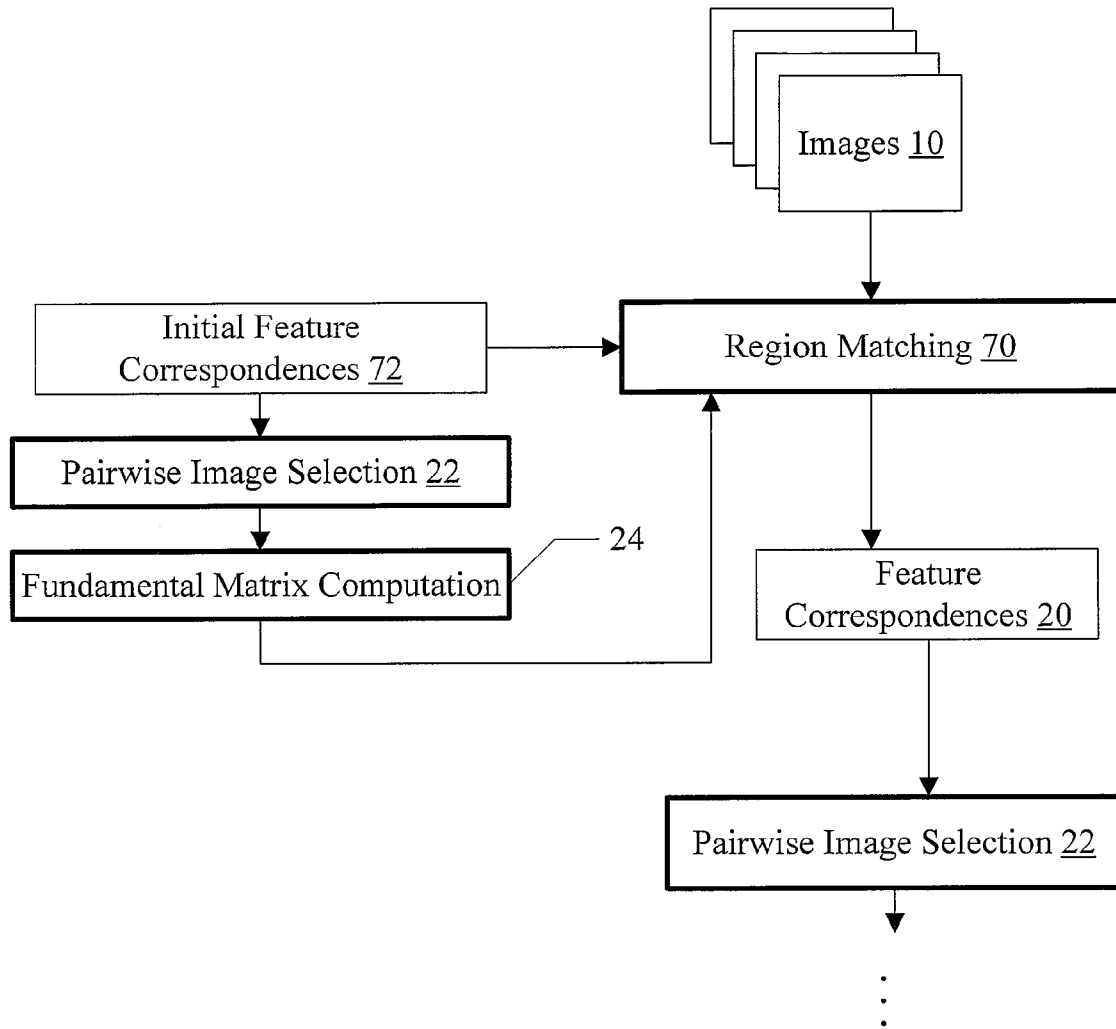 Images 10
Initial Feature
Correspondences 72
Region Matching 70
Pairwise Image Selection 22
24
Fundamental Matrix Computation
Feature
Correspondences 20
Pairwise Image Selection 22